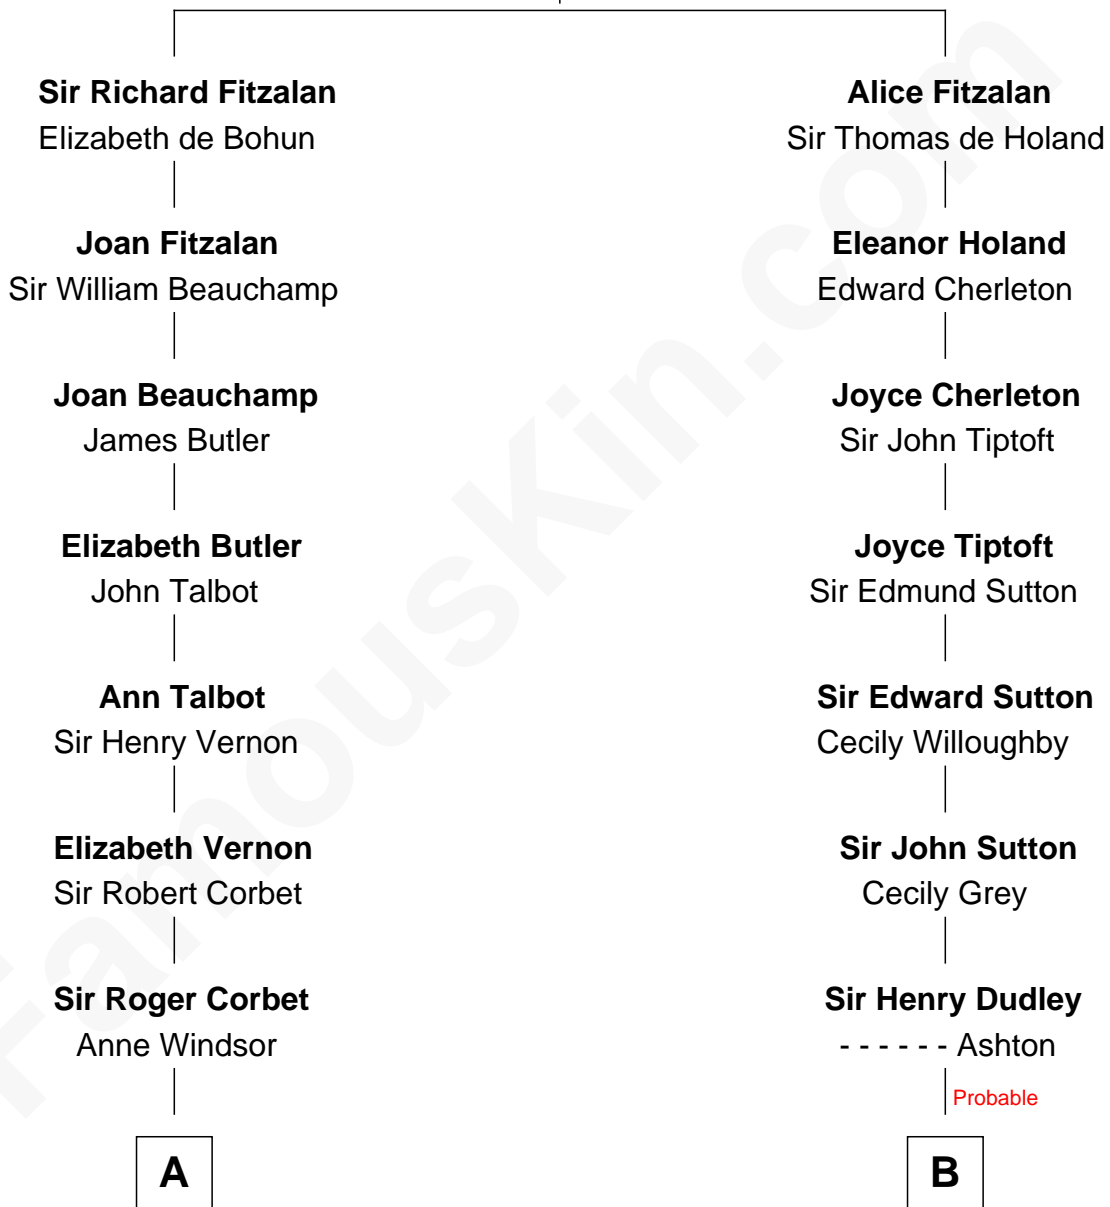 Sir Richard Fitzalan
Elizabeth de Bohun
Joan Fitzalan
Sir William Beauchamp
Joan Beauchamp
James Butler
Elizabeth Butler
John Talbot
Ann Talbot
Sir Henry Vernon
Elizabeth Vernon
Sir Robert Corbet
Sir Roger Corbet
Anne Windsor
A
Alice Fitzalan
Sir Thomas de Holand
Eleanor Holand
Edward Cherleton
Joyce Cherleton
Sir John Tiptoft
Joyce Tiptoft
Sir Edmund Sutton
Sir Edward Sutton
Cecily Willoughby
Sir John Sutton
Cecily Grey
Sir Henry Dudley
- - - - - - Ashton
Probable
B
FamousKin.com